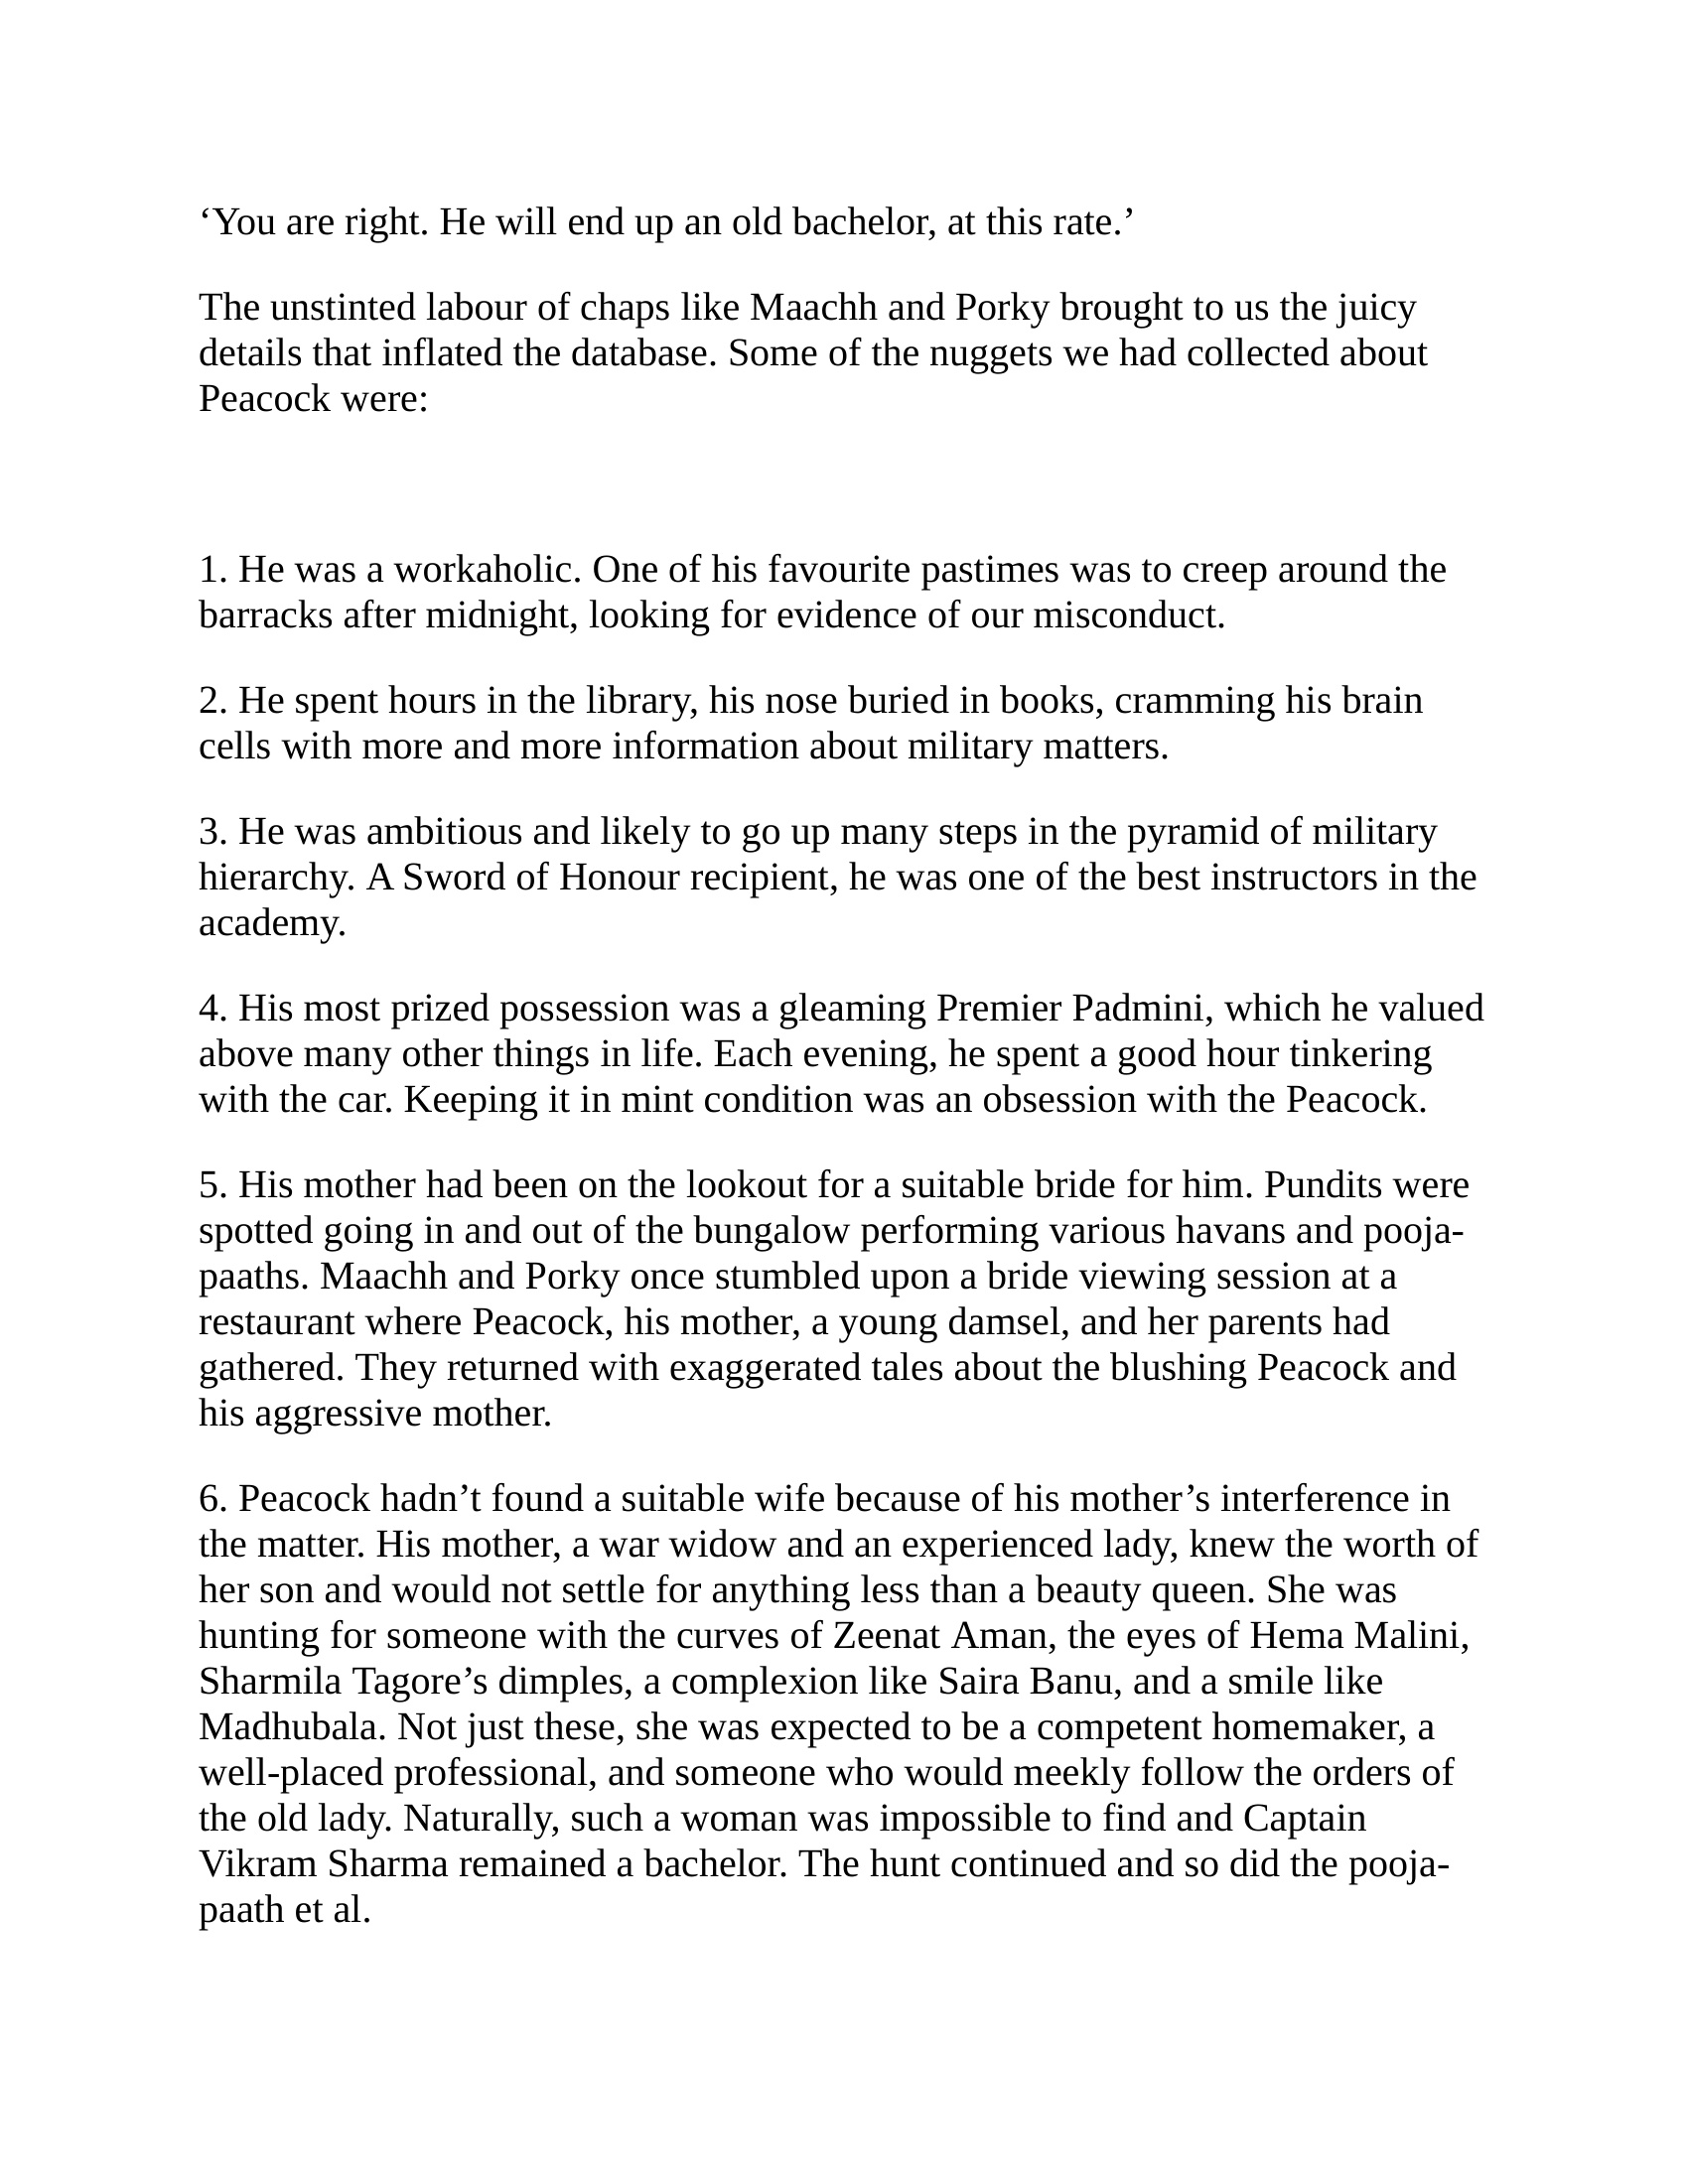 ‘You are right. He will end up an old bachelor, at this rate.’
The unstinted labour of chaps like Maachh and Porky brought to us the juicy
details that inflated the database. Some of the nuggets we had collected about
Peacock were:
1. He was a workaholic. One of his favourite pastimes was to creep around the
barracks after midnight, looking for evidence of our misconduct.
2. He spent hours in the library, his nose buried in books, cramming his brain
cells with more and more information about military matters.
3. He was ambitious and likely to go up many steps in the pyramid of military
hierarchy. A Sword of Honour recipient, he was one of the best instructors in the
academy.
4. His most prized possession was a gleaming Premier Padmini, which he valued
above many other things in life. Each evening, he spent a good hour tinkering
with the car. Keeping it in mint condition was an obsession with the Peacock.
5. His mother had been on the lookout for a suitable bride for him. Pundits were
spotted going in and out of the bungalow performing various havans and pooja-
paaths. Maachh and Porky once stumbled upon a bride viewing session at a
restaurant where Peacock, his mother, a young damsel, and her parents had
gathered. They returned with exaggerated tales about the blushing Peacock and
his aggressive mother.
6. Peacock hadn’t found a suitable wife because of his mother’s interference in
the matter. His mother, a war widow and an experienced lady, knew the worth of
her son and would not settle for anything less than a beauty queen. She was
hunting for someone with the curves of Zeenat Aman, the eyes of Hema Malini,
Sharmila Tagore’s dimples, a complexion like Saira Banu, and a smile like
Madhubala. Not just these, she was expected to be a competent homemaker, a
well-placed professional, and someone who would meekly follow the orders of
the old lady. Naturally, such a woman was impossible to find and Captain
Vikram Sharma remained a bachelor. The hunt continued and so did the pooja-
paath et al.